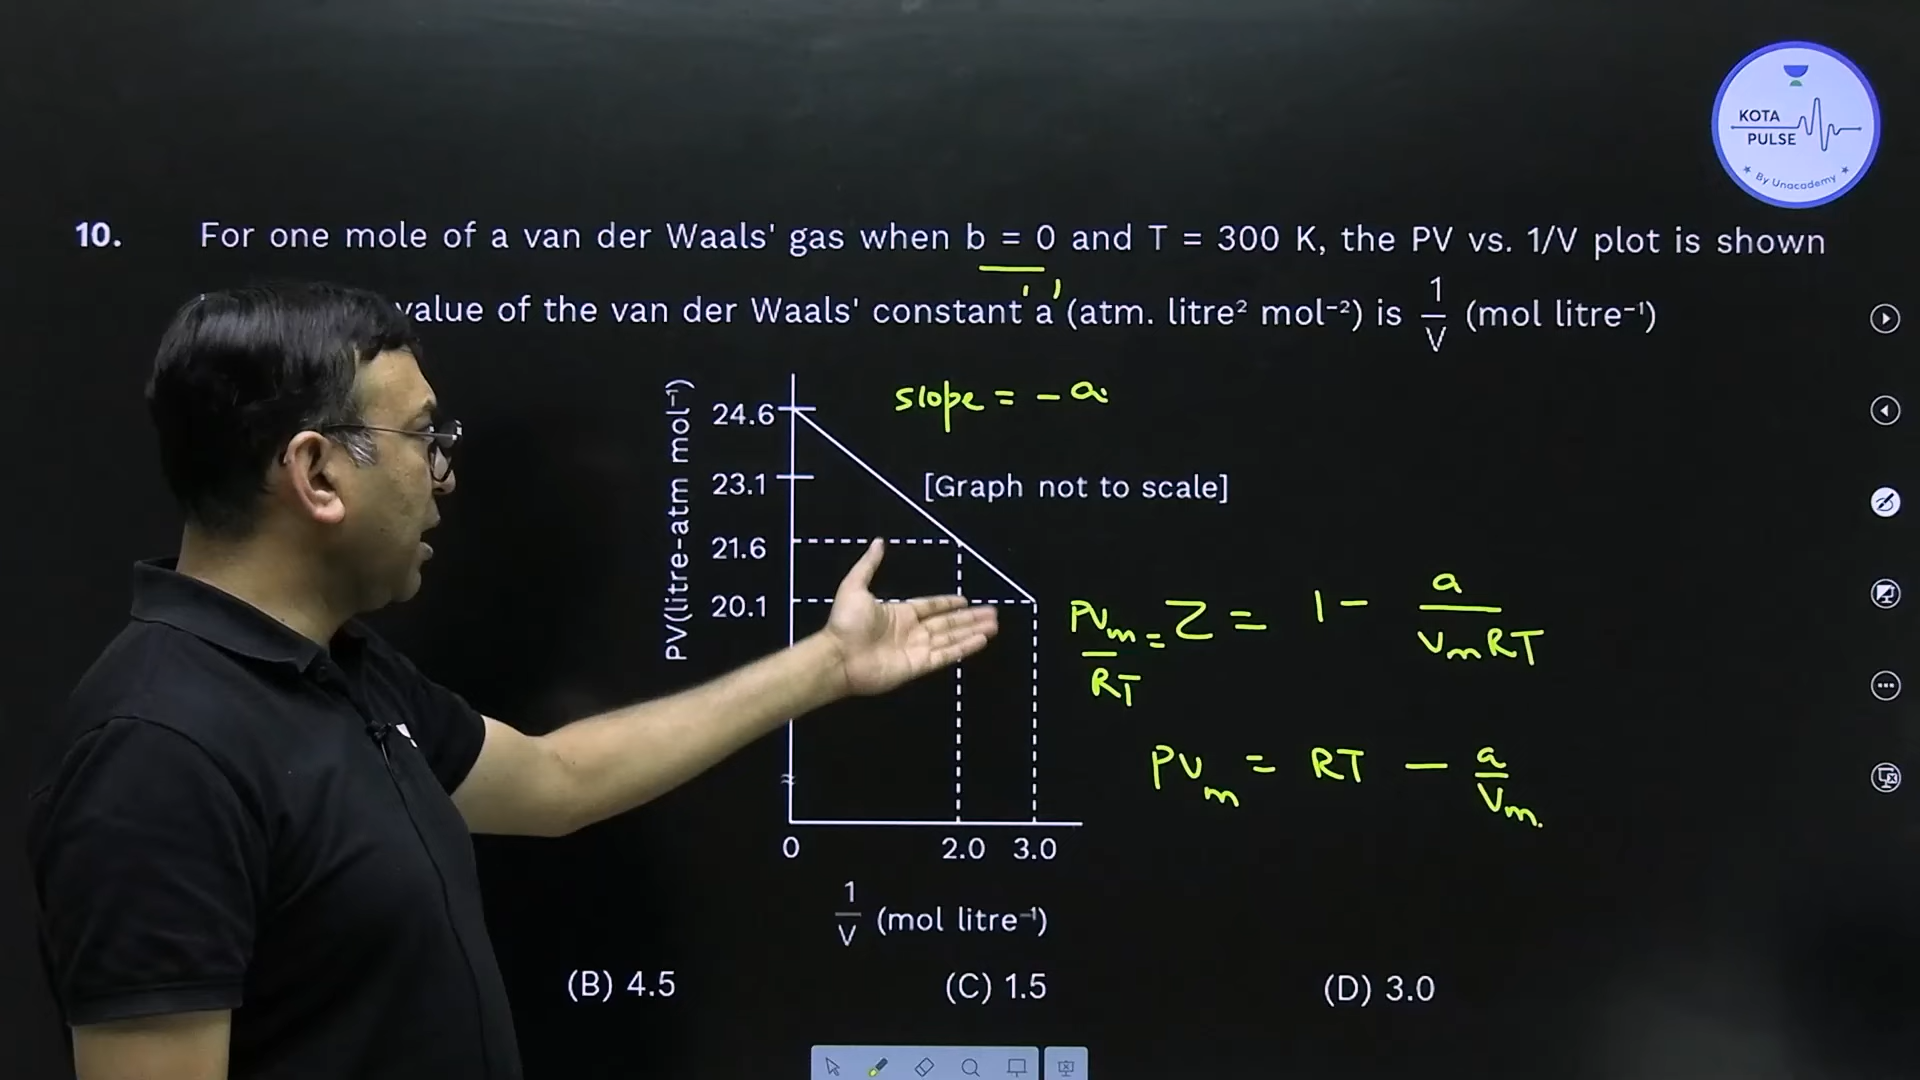 KOTA
PULSE
★ By Unacademy ★
10. For one mole of a van der Waals' gas when b = 0 and T = 300 K, the PV vs. 1/V plot is shown
value of the van der Waals' constant 'a' (atm. litre² mol⁻²) is 1/V (mol litre⁻¹)
slope = - a.
PV(litre-atm mol⁻¹)
24.6
23.1
[Graph not to scale]
21.6
20.1
PVm/RT = Z = 1 - a/VmRT
PVm = RT - a/Vm.
0 2.0 3.0
1/V (mol litre⁻¹)
(B) 4.5 (C) 1.5 (D) 3.0